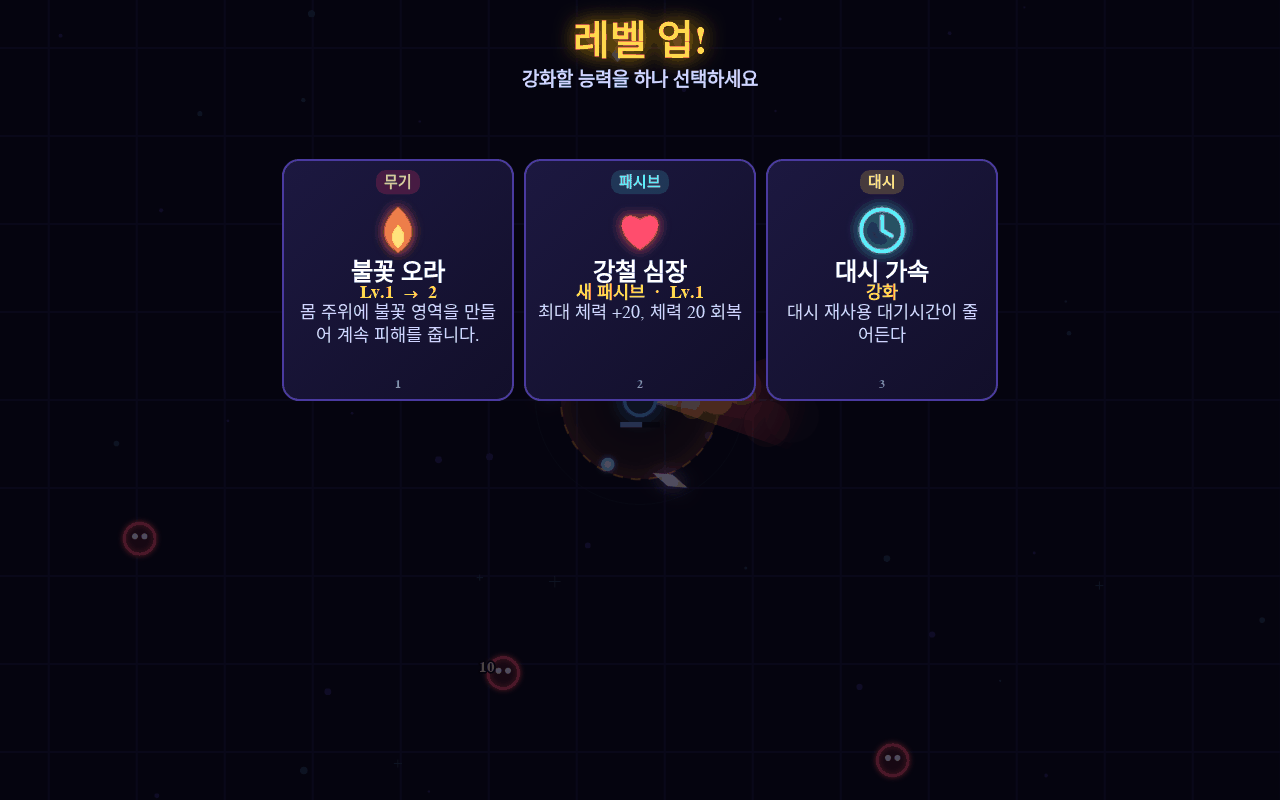 레벨 업!
강화할 능력을 하나 선택하세요
무기
불꽃 오라
Lv.1 → 2
몸 주위에 불꽃 영역을 만들
어 계속 피해를 줍니다.
1
패시브
강철 심장
새 패시브 · Lv.1
최대 체력 +20, 체력 20 회복
2
대시
대시 가속
강화
대시 재사용 대기시간이 줄
어든다
3
10